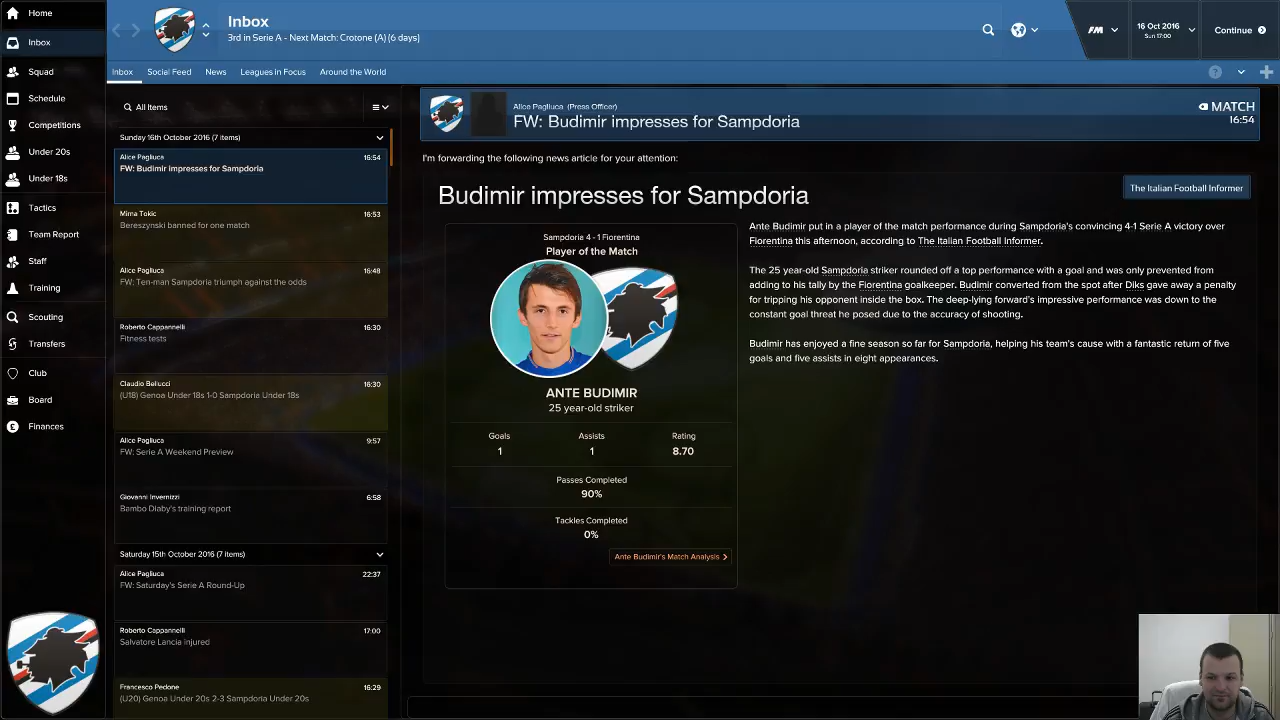 Home
Inbox
Squad
Schedule
Competitions
Under 20s
Under 18s
Tactics
Team Report
Staff
Training
Scouting
Transfers
Club
Board
Finances
Inbox
3rd in Serie A - Next Match: Crotone (A) (6 days)
FM
16 Oct 2016
Sun 17:00
Continue
Inbox
Social Feed
News
Leagues in Focus
Around the World
?
All Items
Sunday 16th October 2016 (7 items)
Alice Pagliuca 16:54
FW: Budimir impresses for Sampdoria
Mirna Tokic 16:53
Bereszynski banned for one match
Alice Pagliuca 16:48
FW: Ten-man Sampdoria triumph against the odds
Roberto Cappannelli 16:30
Fitness tests
Claudio Bellucci 16:30
(U18) Genoa Under 18s 1-0 Sampdoria Under 18s
Alice Pagliuca 9:57
FW: Serie A Weekend Preview
Giovanni Invernizzi 6:58
Bambo Diaby's training report
Saturday 15th October 2016 (7 items)
Alice Pagliuca 22:37
FW: Saturday's Serie A Round-Up
Roberto Cappannelli 17:00
Salvatore Lancia injured
Francesco Pedone 16:29
(U20) Genoa Under 20s 2-3 Sampdoria Under 20s
Alice Pagliuca (Press Officer)
FW: Budimir impresses for Sampdoria
MATCH
16:54
I'm forwarding the following news article for your attention:
Budimir impresses for Sampdoria
The Italian Football Informer
Sampdoria 4 - 1 Fiorentina
Player of the Match
ANTE BUDIMIR
25 year-old striker
Goals Assists Rating
1 1 8.70
Passes Completed
90%
Tackles Completed
0%
Ante Budimir's Match Analysis
Ante Budimir put in a player of the match performance during Sampdoria's convincing 4-1 Serie A victory over
Fiorentina this afternoon, according to The Italian Football Informer.
The 25 year-old Sampdoria striker rounded off a top performance with a goal and was only prevented from
adding to his tally by the Fiorentina goalkeeper. Budimir converted from the spot after Diks gave away a penalty
for tripping his opponent inside the box. The deep-lying forward's impressive performance was down to the
constant goal threat he posed due to the accuracy of shooting.
Budimir has enjoyed a fine season so far for Sampdoria, helping his team's cause with a fantastic return of five
goals and five assists in eight appearances.